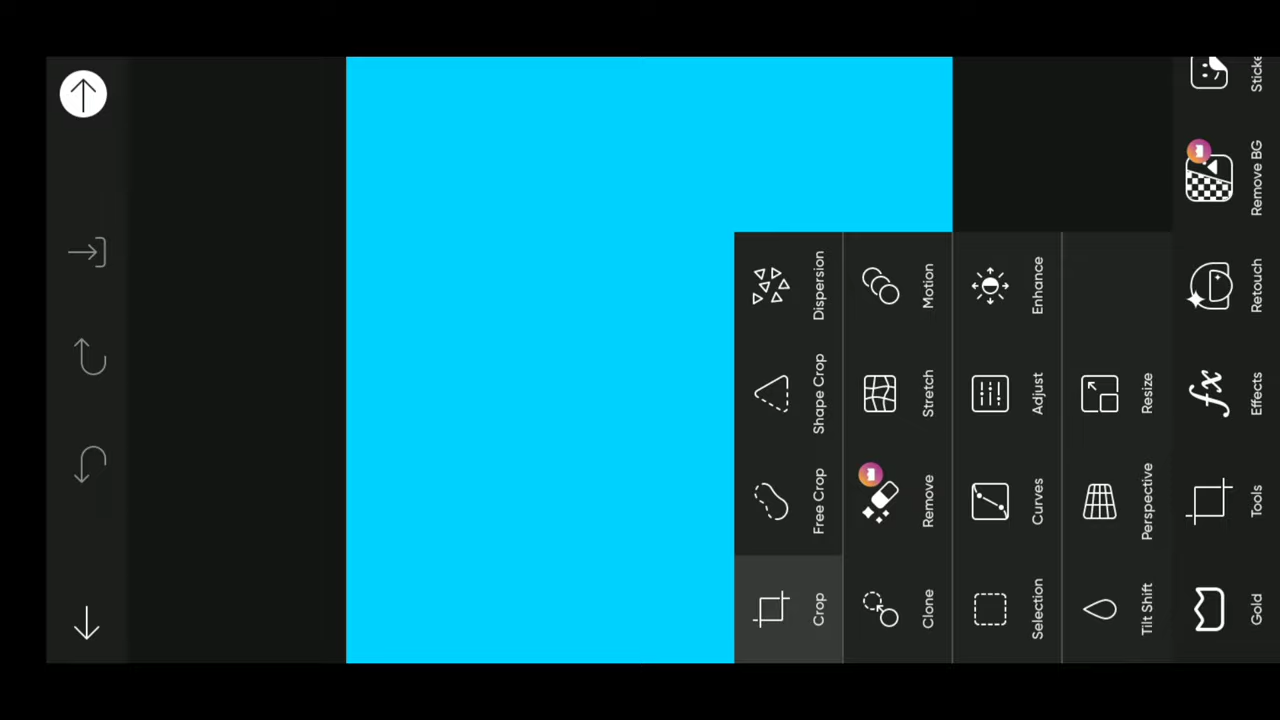 Crop Free Crop Shape Crop Dispersion
Clone Remove Stretch Motion
Selection Curves Adjust Enhance
Tilt Shift Perspective Resize
Gold Tools Effects Retouch Remove BG Sticke